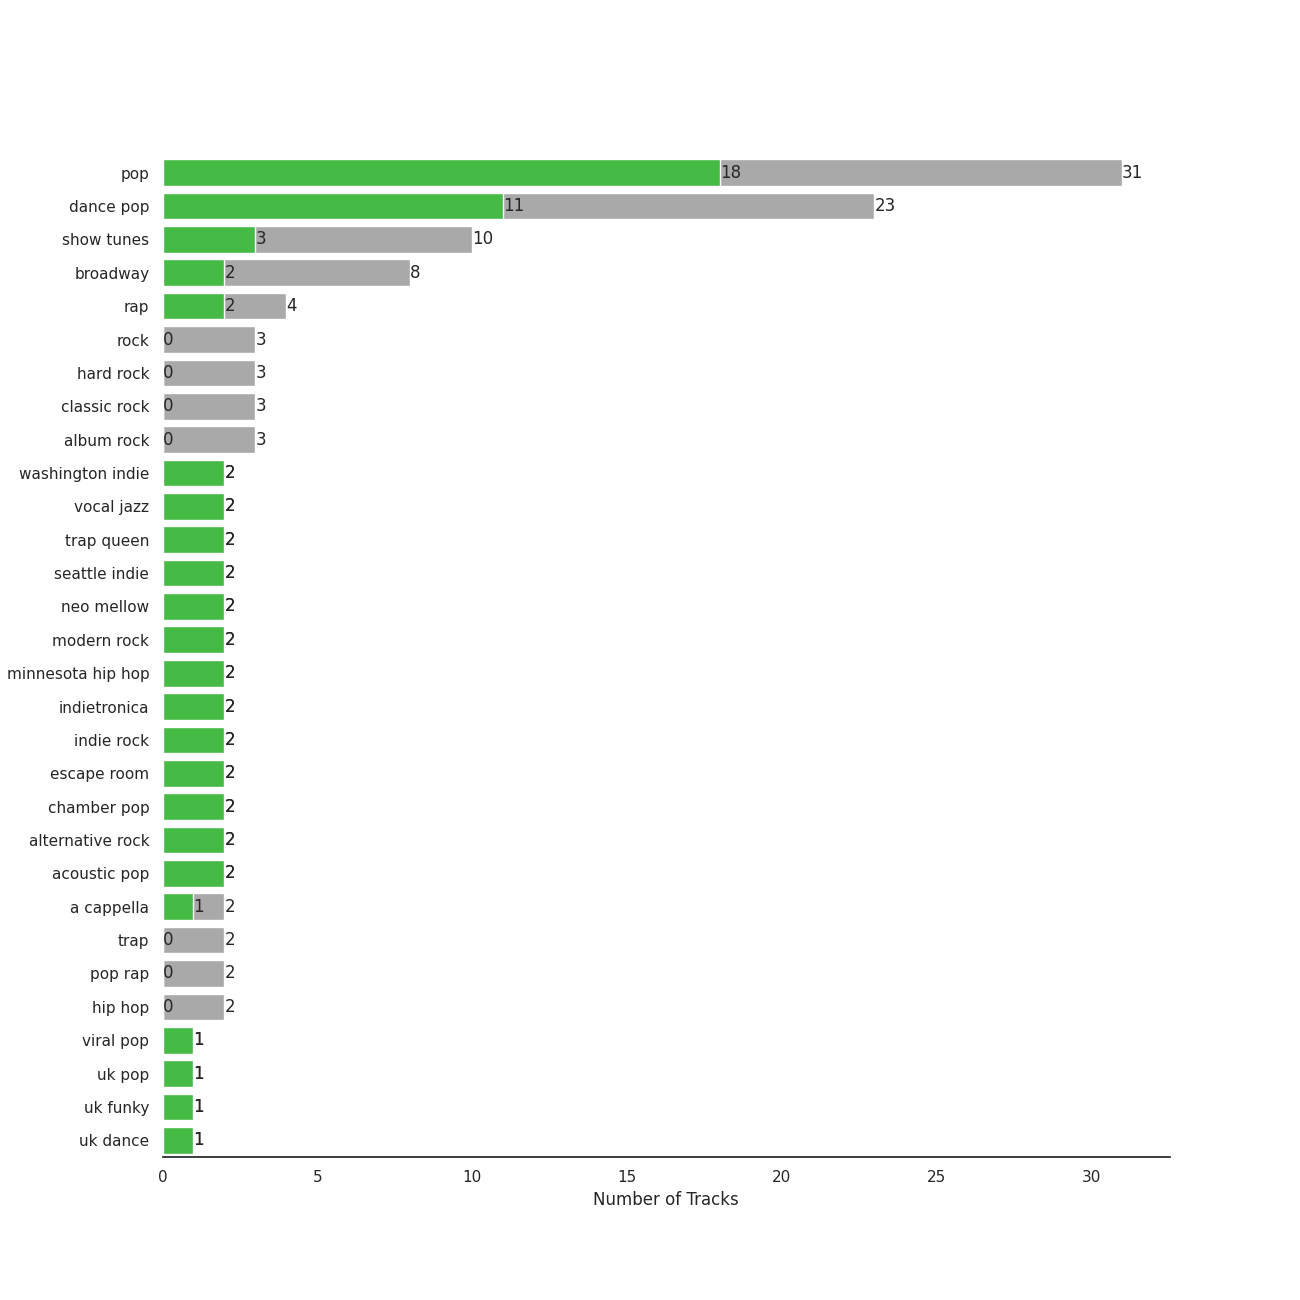 pop 18 31
dance pop 11 23
show tunes 3 10
broadway 2 8
rap 2 4
rock 0 3
hard rock 0 3
classic rock 0 3
album rock 0 3
washington indie 2
vocal jazz 2
trap queen 2
seattle indie 2
neo mellow 2
modern rock 2
minnesota hip hop 2
indietronica 2
indie rock 2
escape room 2
chamber pop 2
alternative rock 2
acoustic pop 2
a cappella 1 2
trap 0 2
pop rap 0 2
hip hop 0 2
viral pop 1
uk pop 1
uk funky 1
uk dance 1
0 5 10 15 20 25 30
Number of Tracks